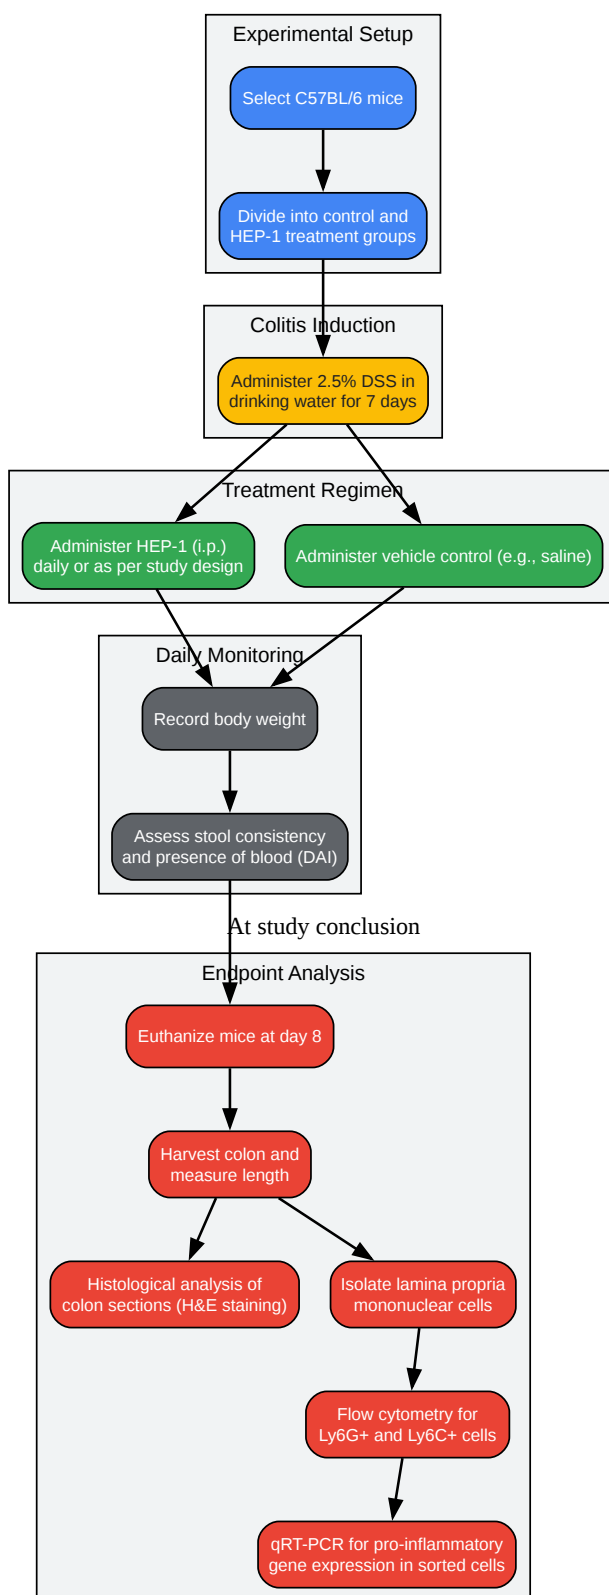 Experimental Setup
Select C57BL/6 mice
Divide into control and
HEP-1 treatment groups
Colitis Induction
Administer 2.5% DSS in
drinking water for 7 days
Treatment Regimen
Administer HEP-1 (i.p.)
daily or as per study design
Administer vehicle control (e.g., saline)
Daily Monitoring
Record body weight
Assess stool consistency
and presence of blood (DAI)
At study conclusion
Endpoint Analysis
Euthanize mice at day 8
Harvest colon and
measure length
Histological analysis of
colon sections (H&E staining)
Isolate lamina propria
mononuclear cells
Flow cytometry for
Ly6G+ and Ly6C+ cells
qRT-PCR for pro-inflammatory
gene expression in sorted cells